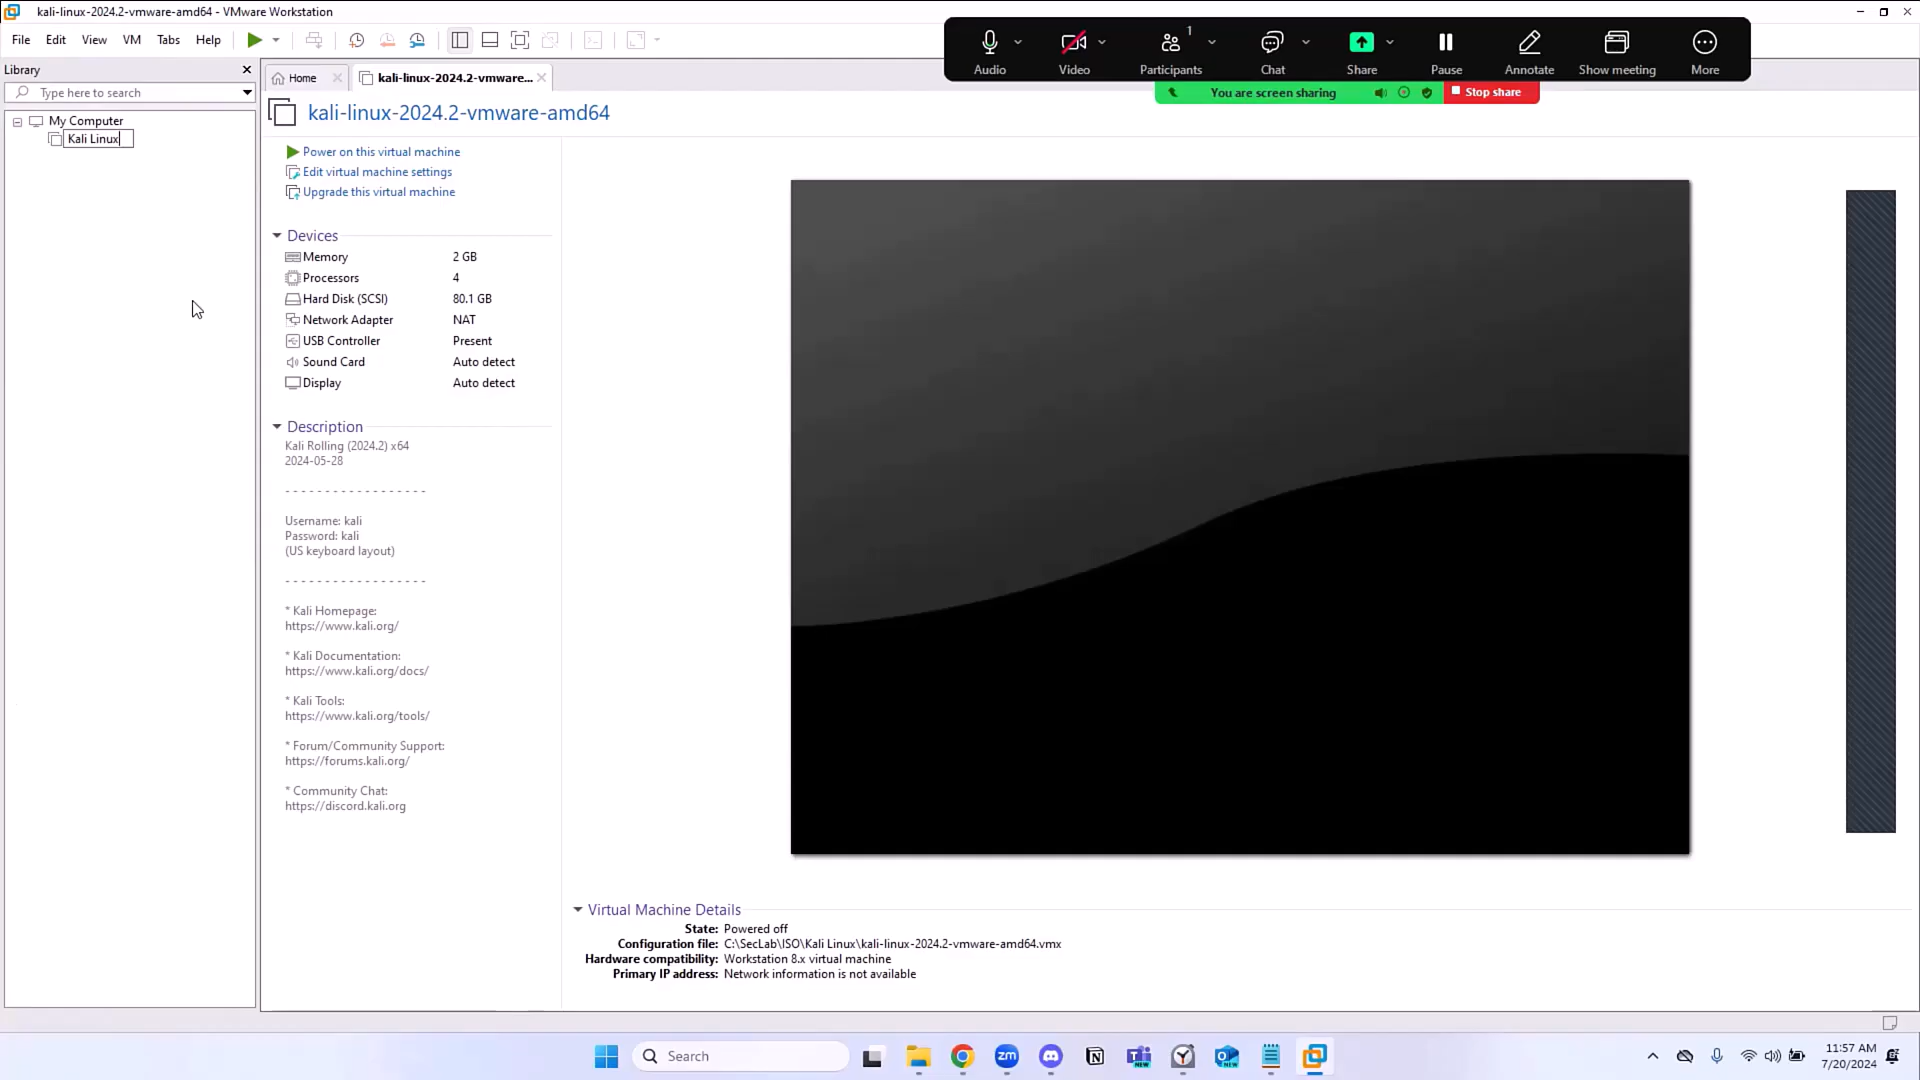 kali-linux-2024.2-vmware-amd64 - VMware Workstation
File Edit View VM Tabs Help
Audio Video Participants 1 Chat Share Pause Annotate Show meeting More
You are screen sharing Stop share
Library
Type here to search
My Computer
Kali Linux
Home
kali-linux-2024.2-vmware...
kali-linux-2024.2-vmware-amd64
Power on this virtual machine
Edit virtual machine settings
Upgrade this virtual machine
Devices
Memory 2 GB
Processors 4
Hard Disk (SCSI) 80.1 GB
Network Adapter NAT
USB Controller Present
Sound Card Auto detect
Display Auto detect
Description
Kali Rolling (2024.2) x64
2024-05-28
- - - - - - - - - - - - - - - - - -
Username: kali
Password: kali
(US keyboard layout)
- - - - - - - - - - - - - - - - - -
* Kali Homepage:
https://www.kali.org/
* Kali Documentation:
https://www.kali.org/docs/
* Kali Tools:
https://www.kali.org/tools/
* Forum/Community Support:
https://forums.kali.org/
* Community Chat:
https://discord.kali.org
Virtual Machine Details
State: Powered off
Configuration file: C:\SecLab\ISO\Kali Linux\kali-linux-2024.2-vmware-amd64.vmx
Hardware compatibility: Workstation 8.x virtual machine
Primary IP address: Network information is not available
Search
zm
NEW
11:57 AM
7/20/2024